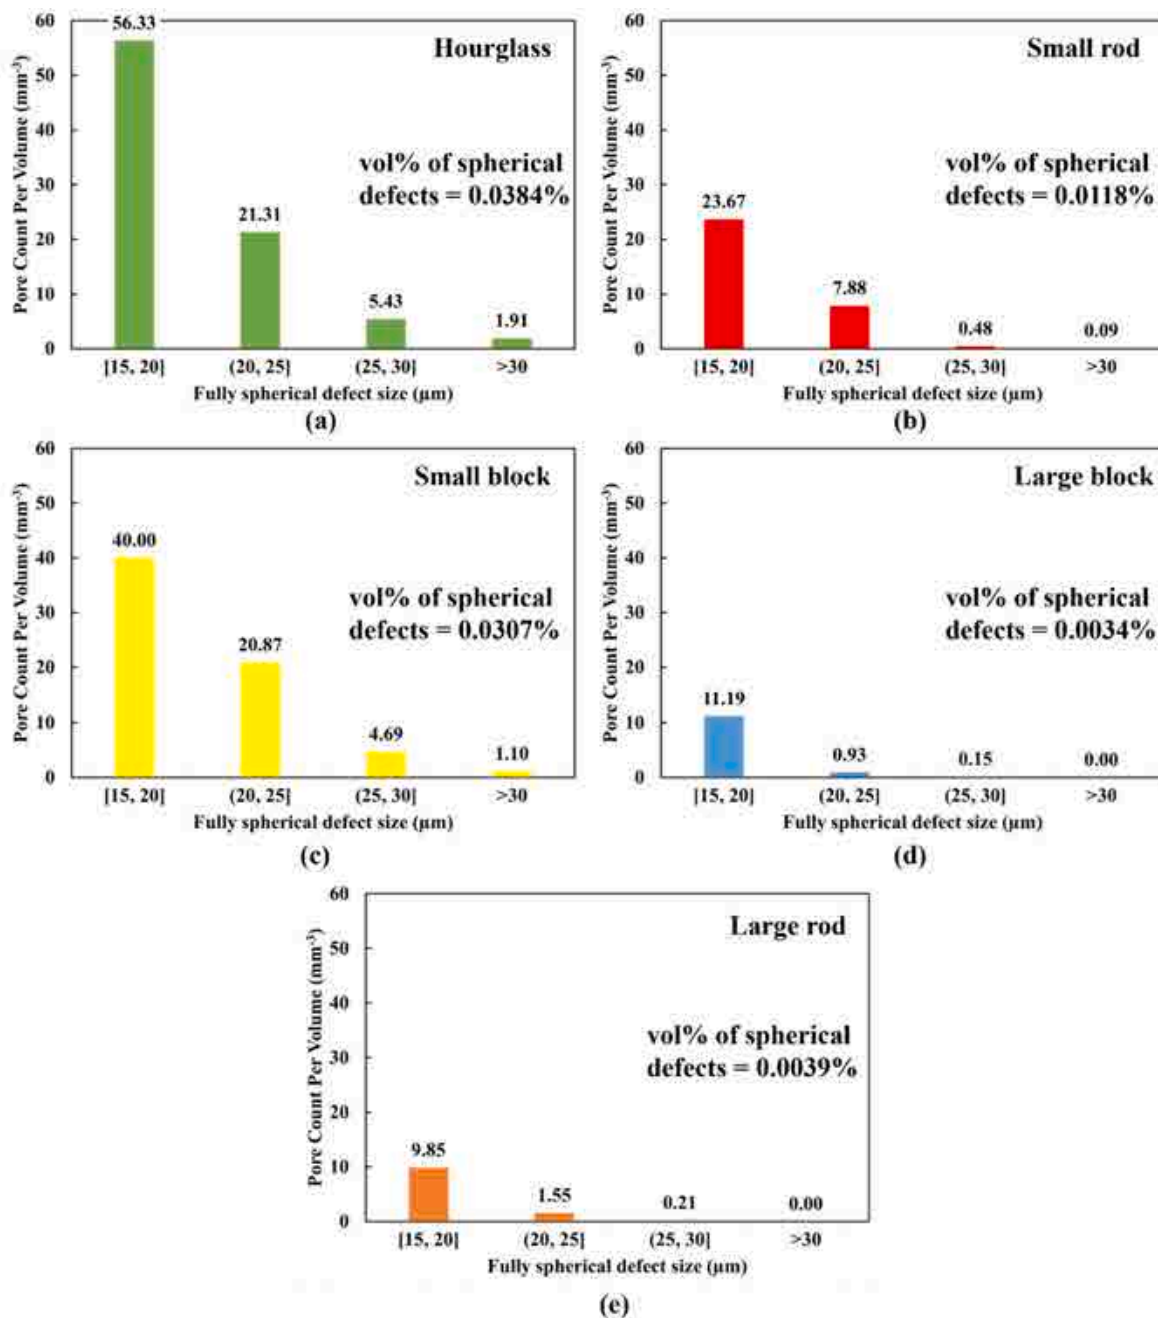 Hourglass
Pore Count Per Volume (mm⁻³)
60
50
40
30
20
10
0
56.33
21.31
5.43
1.91
vol% of spherical
defects = 0.0384%
[15, 20] (20, 25] (25, 30] >30
Fully spherical defect size (µm)
(a)
Small rod
Pore Count Per Volume (mm⁻³)
60
50
40
30
20
10
0
23.67
7.88
0.48
0.09
vol% of spherical
defects = 0.0118%
[15, 20] (20, 25] (25, 30] >30
Fully spherical defect size (µm)
(b)
Small block
Pore Count Per Volume (mm⁻³)
60
50
40
30
20
10
0
40.00
20.87
4.69
1.10
vol% of spherical
defects = 0.0307%
[15, 20] (20, 25] (25, 30] >30
Fully spherical defect size (µm)
(c)
Large block
Pore Count Per Volume (mm⁻³)
60
50
40
30
20
10
0
11.19
0.93
0.15
0.00
vol% of spherical
defects = 0.0034%
[15, 20] (20, 25] (25, 30] >30
Fully spherical defect size (µm)
(d)
Large rod
Pore Count Per Volume (mm⁻³)
60
50
40
30
20
10
0
9.85
1.55
0.21
0.00
vol% of spherical
defects = 0.0039%
[15, 20] (20, 25] (25, 30] >30
Fully spherical defect size (µm)
(e)